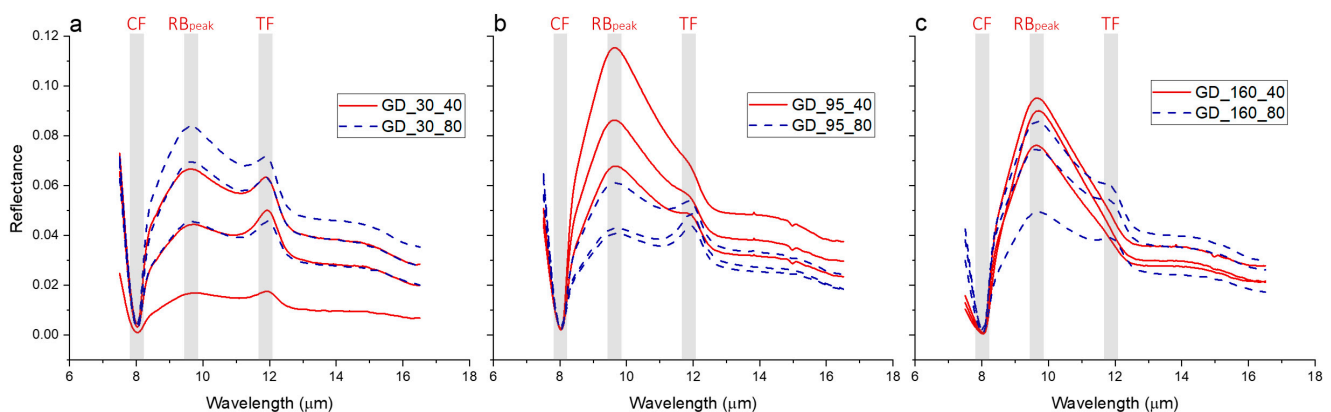 a
CF
RBpeak
TF
0.12
0.10
0.08
0.06
0.04
0.02
0.00
Reflectance
GD_30_40
GD_30_80
6
8
10
12
14
16
18
Wavelength (μm)
b
CF
RBpeak
TF
GD_95_40
GD_95_80
6
8
10
12
14
16
18
Wavelength (μm)
c
CF
RBpeak
TF
GD_160_40
GD_160_80
6
8
10
12
14
16
18
Wavelength (μm)